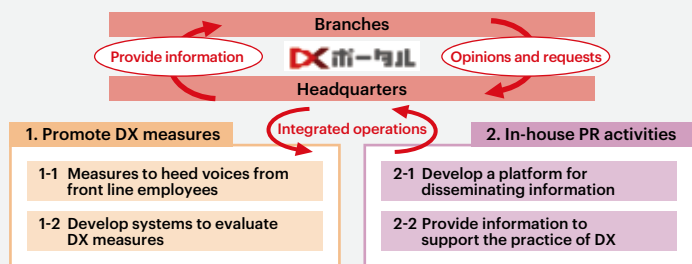 Branches
Provide information
DXポータル
Opinions and requests
Headquarters
Integrated operations
1. Promote DX measures
1-1 Measures to heed voices from
front line employees
1-2 Develop systems to evaluate
DX measures
2. In-house PR activities
2-1 Develop a platform for
disseminating information
2-2 Provide information to
support the practice of DX